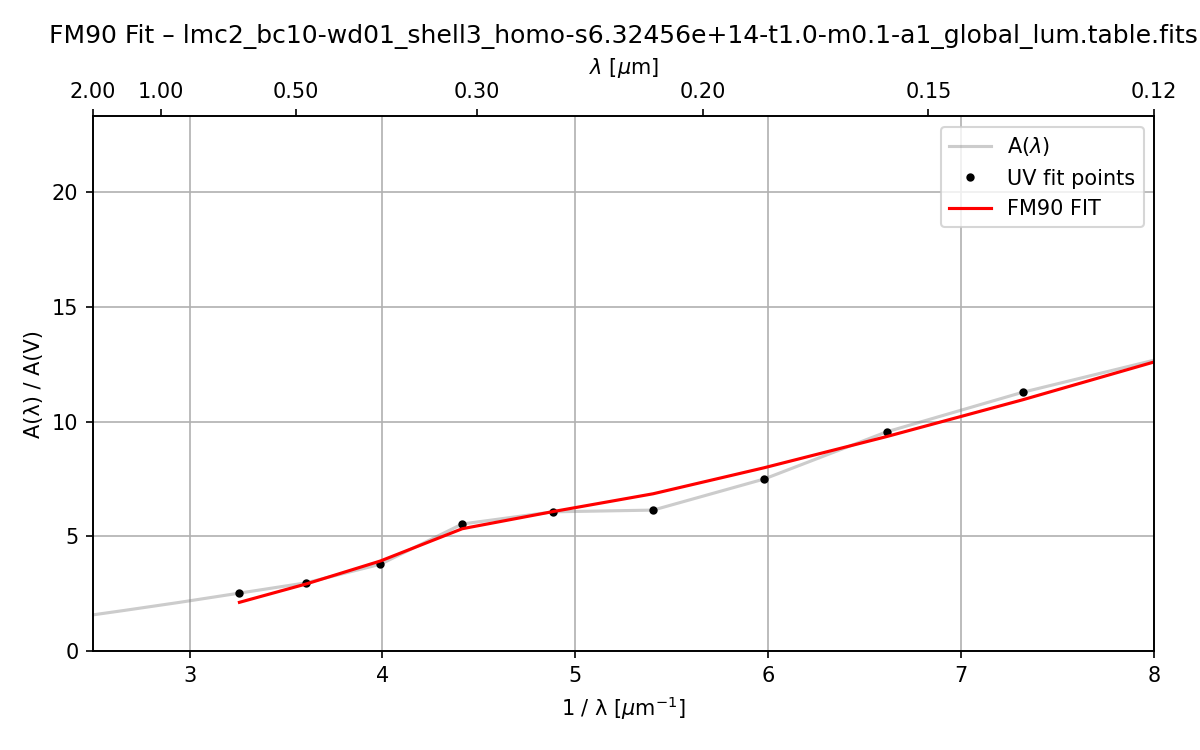 FM90 Fit – lmc2_bc10-wd01_shell3_homo-s6.32456e+14-t1.0-m0.1-a1_global_lum.table.fits
λ [μm]
2.00 1.00 0.50 0.30 0.20 0.15 0.12
A(λ)
UV fit points
FM90 FIT
20
15
10
5
0
A(λ) / A(V)
3 4 5 6 7 8
1 / λ [μm⁻¹]